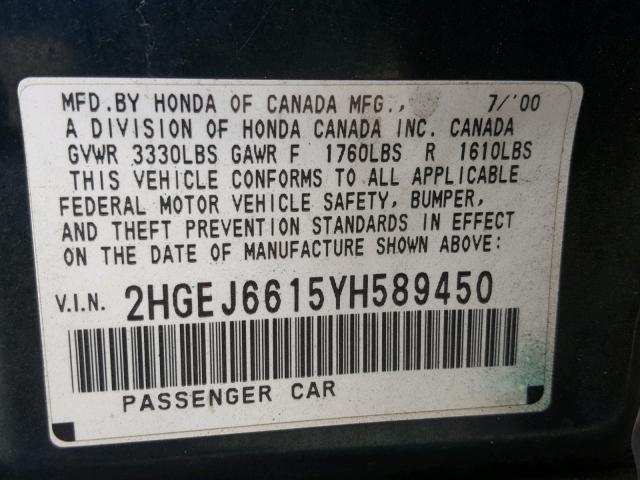 MFD. BY HONDA OF CANADA MFG., 7/'00
A DIVISION OF HONDA CANADA INC. CANADA
GVWR 3330LBS GAWR F 1760LBS R 1610LBS
THIS VEHICLE CONFORMS TO ALL APPLICABLE
FEDERAL MOTOR VEHICLE SAFETY, BUMPER,
AND THEFT PREVENTION STANDARDS IN EFFECT
ON THE DATE OF MANUFACTURE SHOWN ABOVE:
V.I.N. 2HGEJ6615YH589450
PASSENGER CAR